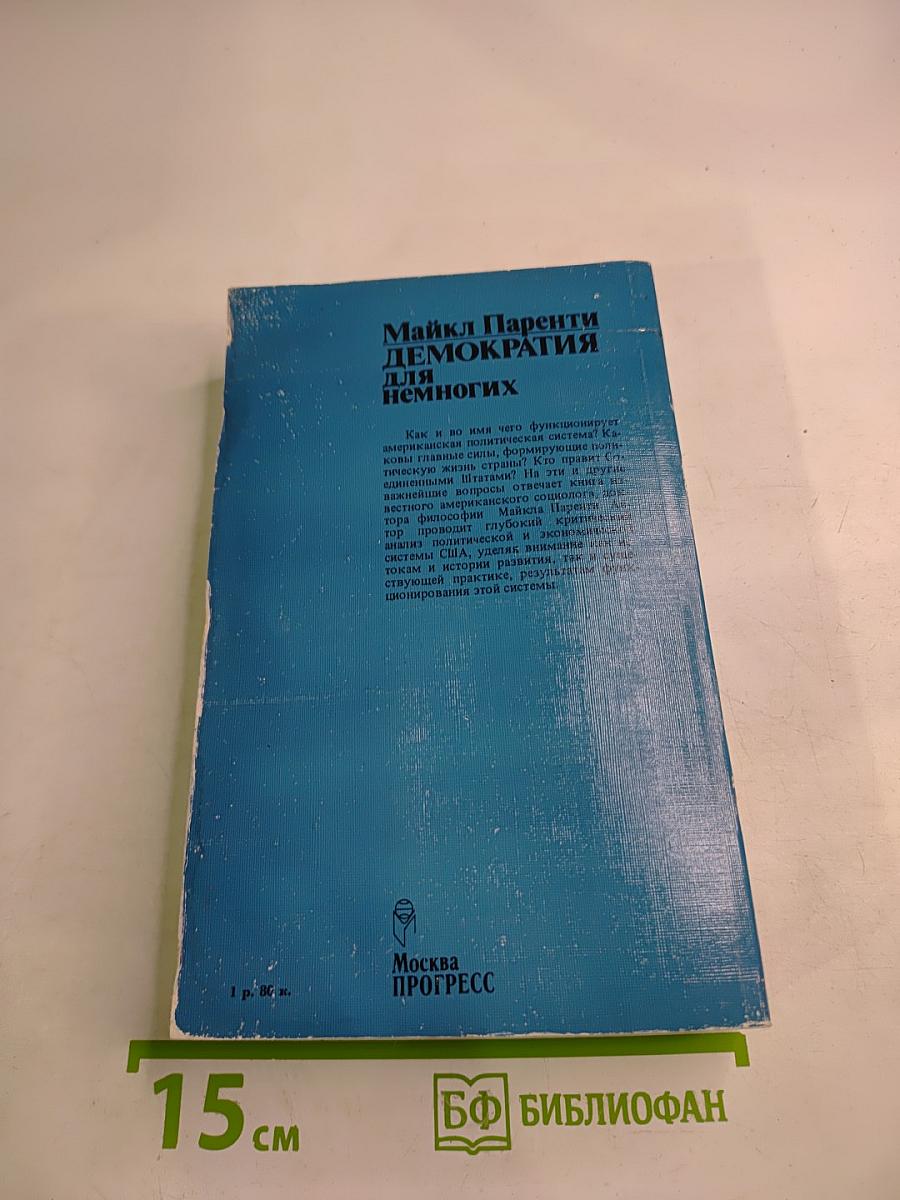 Майкл Паренти
ДЕМОКРАТИЯ
для
немногих
Как и во имя чего функционирует
американская политическая система? Ка-
ковы главные силы, формирующие поли-
тическую жизнь страны? Кто правит Со-
единенными Штатами? На эти и другие
важнейшие вопросы отвечает книга из-
вестного американского социолога, док-
тора философии Майкла Паренти. Ав-
тор проводит глубокий критический
анализ политической и экономической
системы США, уделяя внимание как ис-
токам и истории развития, так и суще-
ствующей практике, результатам функ-
ционирования этой системы.
Москва
ПРОГРЕСС
1 р. 80 к.
15 см
БФ БИБЛИОФАН